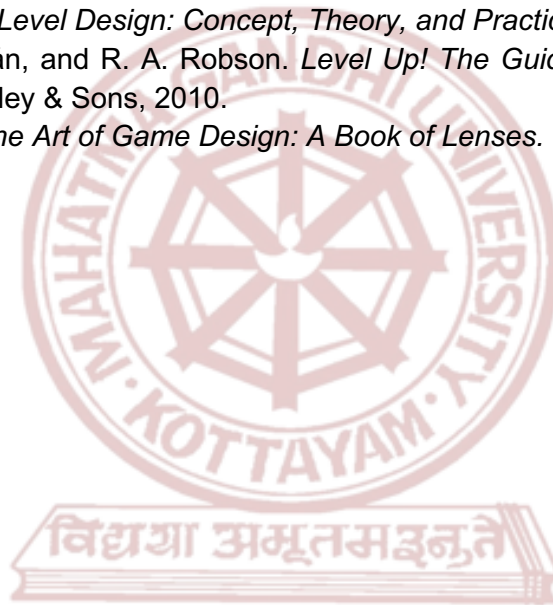 Level Design: Concept, Theory, and Practic
an, and R. A. Robson. Level Up! The Guid
ley & Sons, 2010.
he Art of Game Design: A Book of Lenses.
MAHATMA GANDHI UNIVERSITY
• KOTTAYAM •
विद्यया अमृतमश्नुते